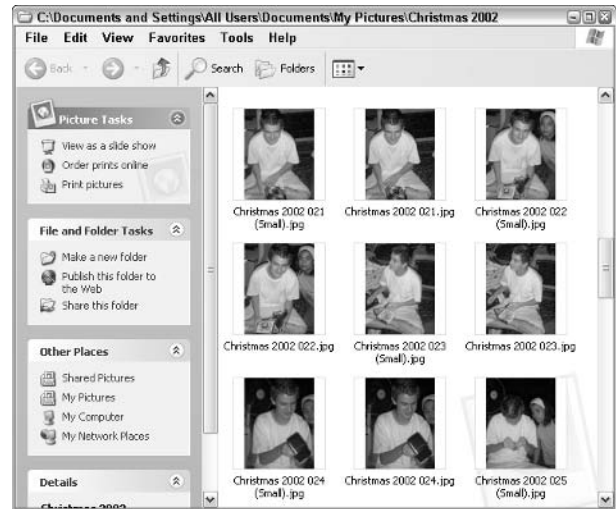 C:\Documents and Settings\All Users\Documents\My Pictures\Christmas 2002
File Edit View Favorites Tools Help
Back Search Folders
Picture Tasks
View as a slide show
Order prints online
Print pictures
File and Folder Tasks
Make a new folder
Publish this folder to
the Web
Share this folder
Other Places
Shared Pictures
My Pictures
My Computer
My Network Places
Details
Christmas 2002
Christmas 2002 021
(Small).jpg
Christmas 2002 021.jpg
Christmas 2002 022
(Small).jpg
Christmas 2002 022.jpg
Christmas 2002 023
(Small).jpg
Christmas 2002 023.jpg
Christmas 2002 024
(Small).jpg
Christmas 2002 024.jpg
Christmas 2002 025
(Small).jpg